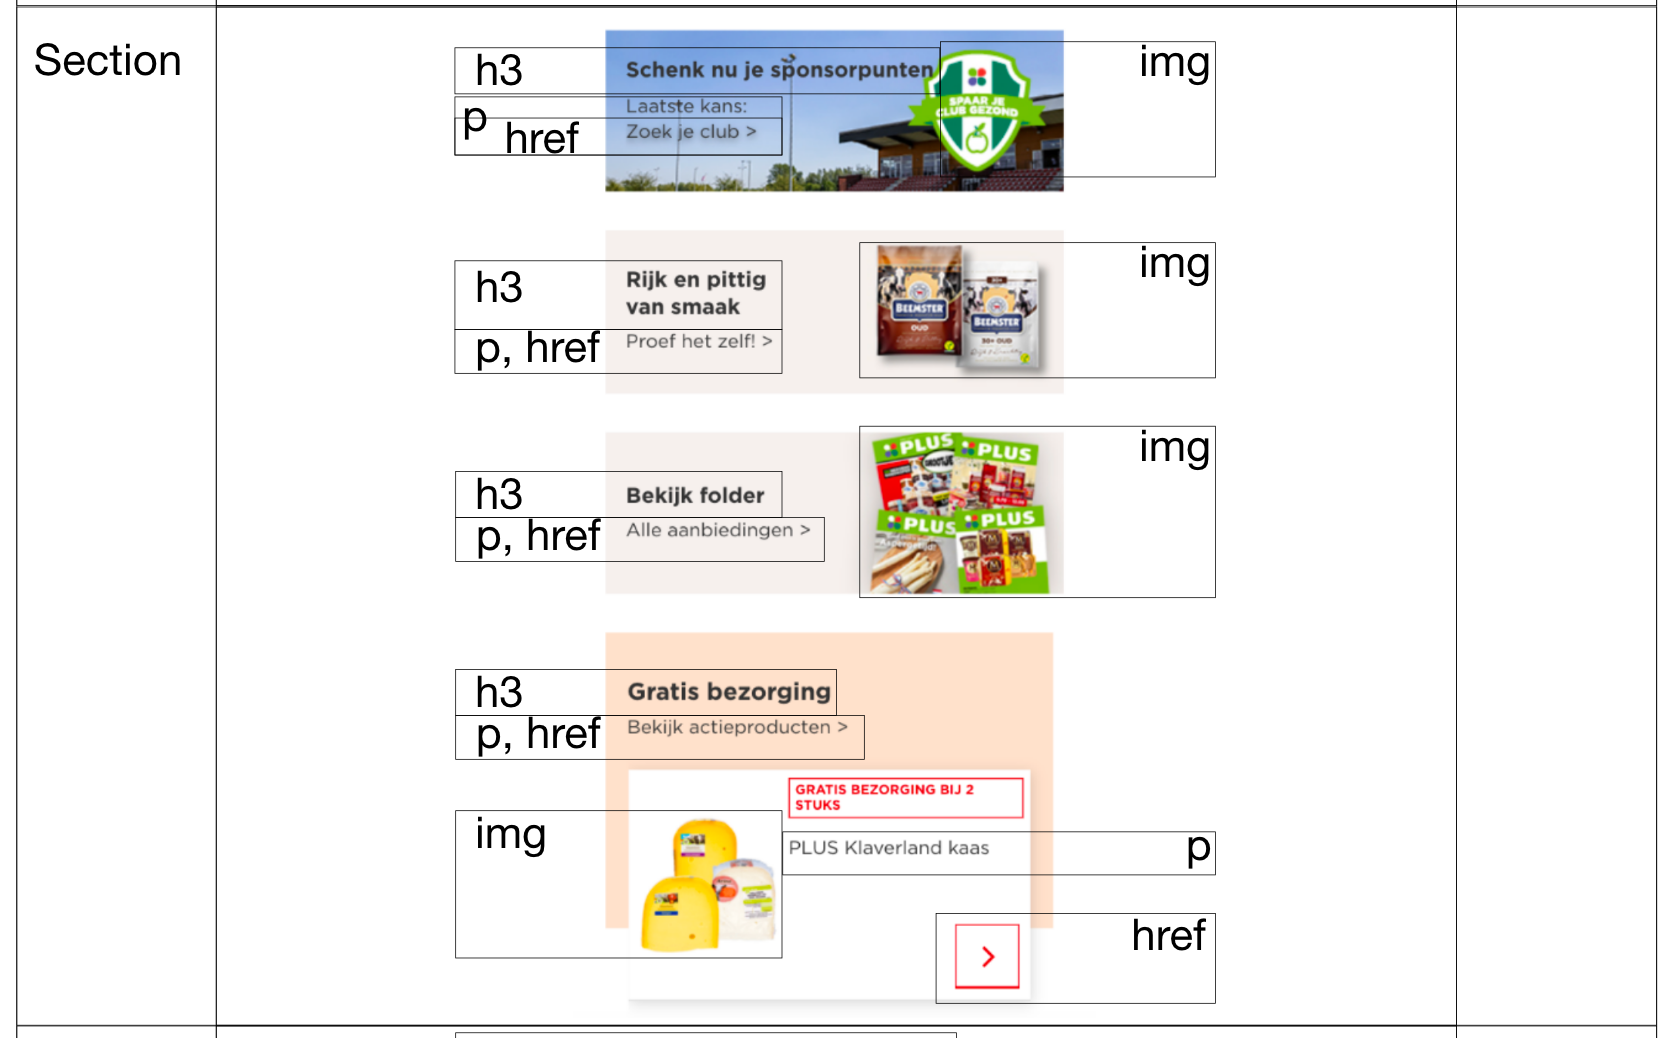 Section
h3
Schenk nu je sponsorpunten
img
p
Laatste kans:
href
Zoek je club >
SPAAR JE
CLUB GEZOND
h3
Rijk en pittig
van smaak
img
p, href
Proef het zelf! >
BEEMSTER
OUD
BEEMSTER
30+ OUD
img
PLUS
PLUS
h3
Bekijk folder
p, href
Alle aanbiedingen >
PLUS
PLUS
h3
Gratis bezorging
p, href
Bekijk actieproducten >
GRATIS BEZORGING BIJ 2
STUKS
img
PLUS Klaverland kaas
p
href